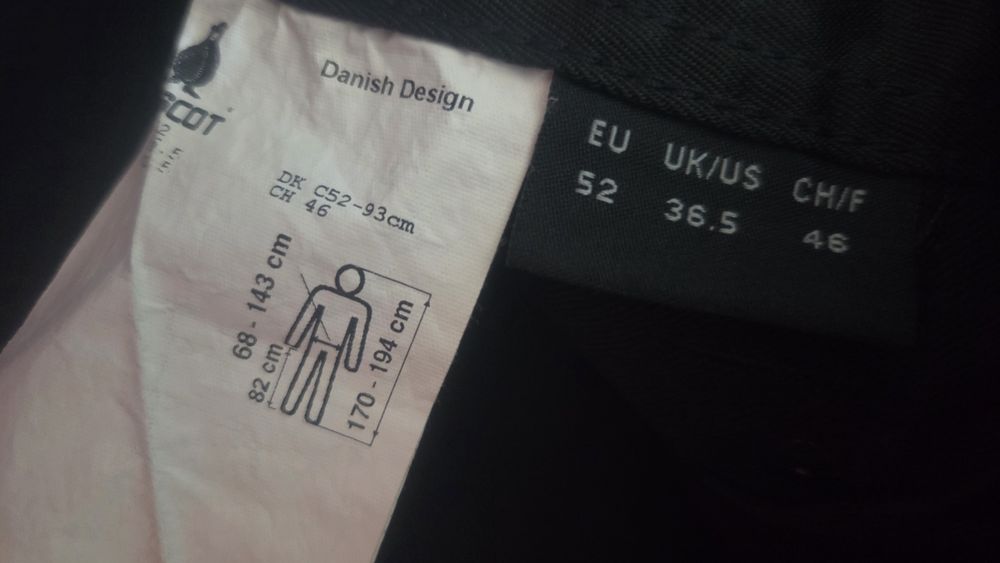 Danish Design
COT
DK C52-93cm
CH 46
68 - 143 cm
82 cm
170 - 194 cm
EU UK/US CH/F
52 36.5 46